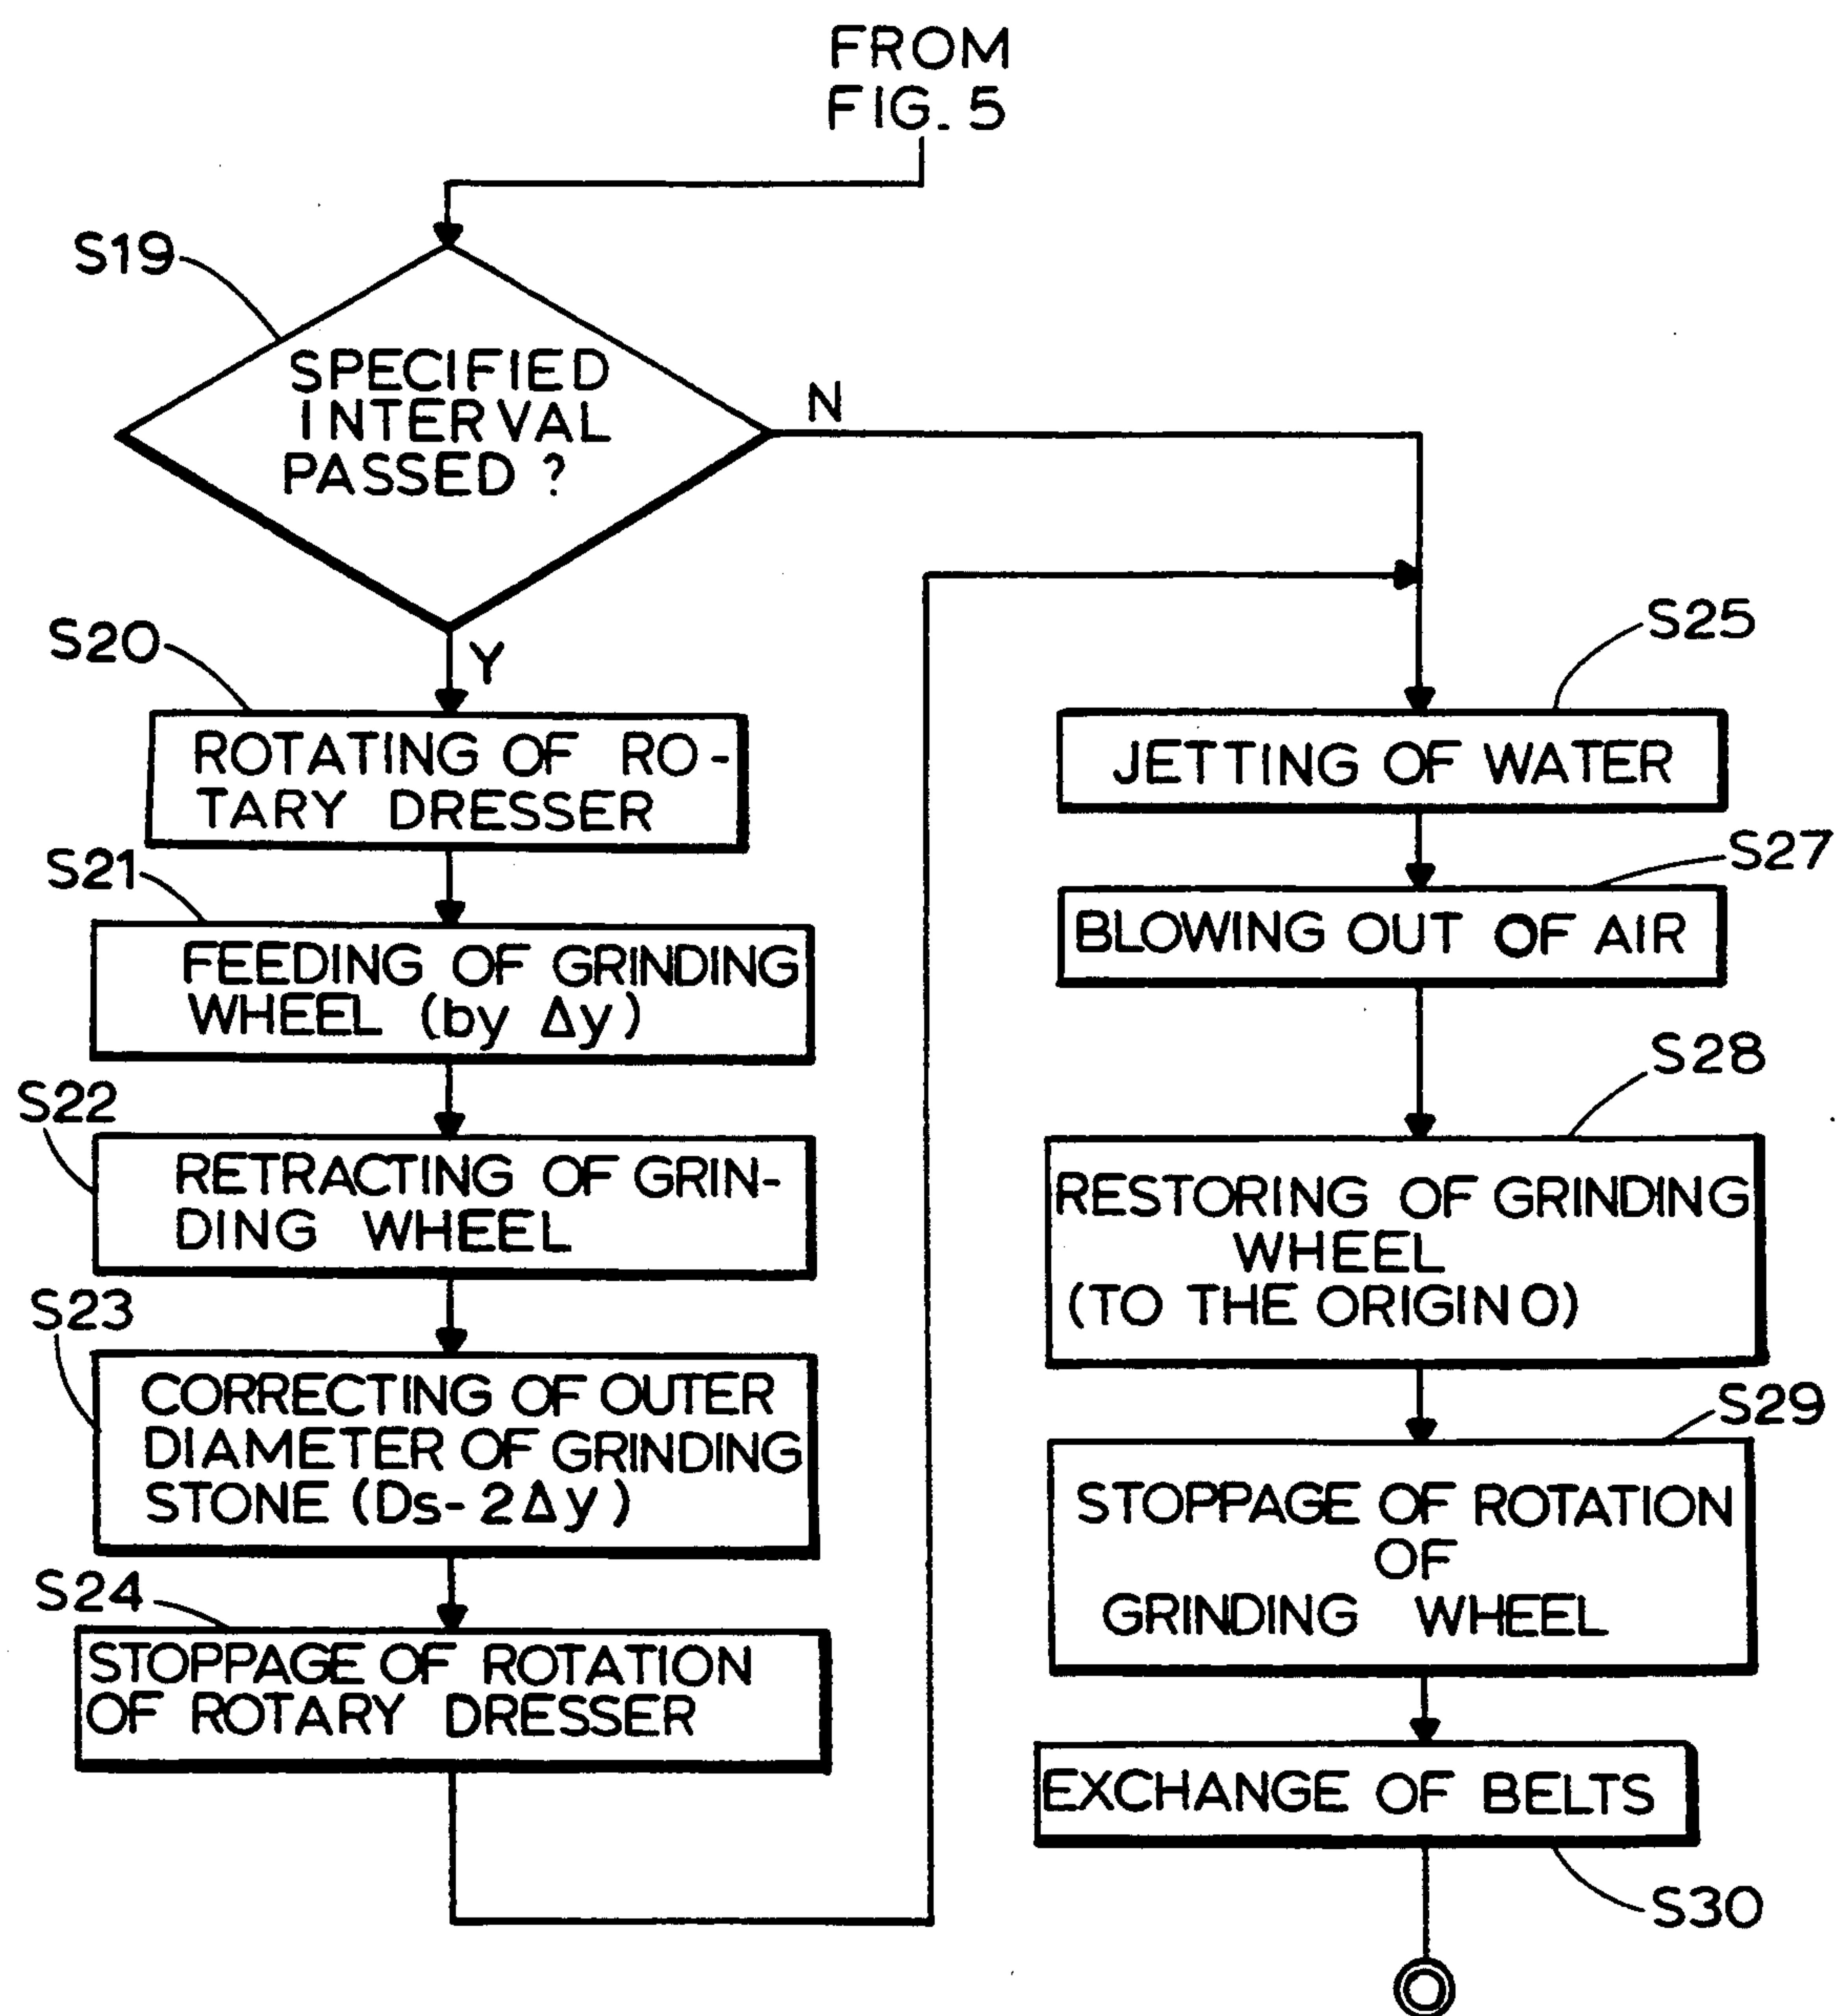 FROM
FIG. 5
S19
SPECIFIED
INTERVAL
PASSED ?
N
Y
S20
ROTATING OF RO-
TARY DRESSER
S21
FEEDING OF GRINDING
WHEEL (by Δy)
S22
RETRACTING OF GRIN-
DING WHEEL
S23
CORRECTING OF OUTER
DIAMETER OF GRINDING
STONE (Ds-2Δy)
S24
STOPPAGE OF ROTATION
OF ROTARY DRESSER
S25
JETTING OF WATER
S27
BLOWING OUT OF AIR
S28
RESTORING OF GRINDING
WHEEL
(TO THE ORIGIN O)
S29
STOPPAGE OF ROTATION
OF
GRINDING WHEEL
EXCHANGE OF BELTS
S30